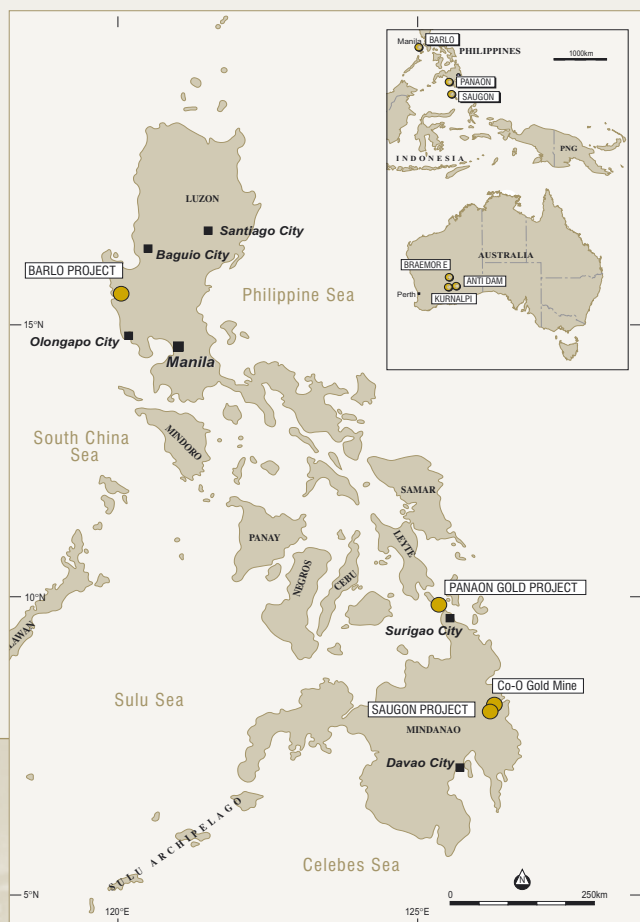 Manila
BARLO
PHILIPPINES
1000km
PANAON
SAUGON
PNG
INDONESIA
AUSTRALIA
BRAEMOR E
ANTI DAM
Perth
KURNALPI
LUZON
Santiago City
Baguio City
BARLO PROJECT
Philippine Sea
15°N
Olongapo City
Manila
South China
Sea
MINDORO
SAMAR
PANAY
LEYTE
NEGROS
CEBU
10°N
PANAON GOLD PROJECT
Surigao City
LAWAN
Co-O Gold Mine
Sulu Sea
SAUGON PROJECT
MINDANAO
Davao City
SULU ARCHIPELAGO
Celebes Sea
N
5°N
0
250km
120°E
125°E